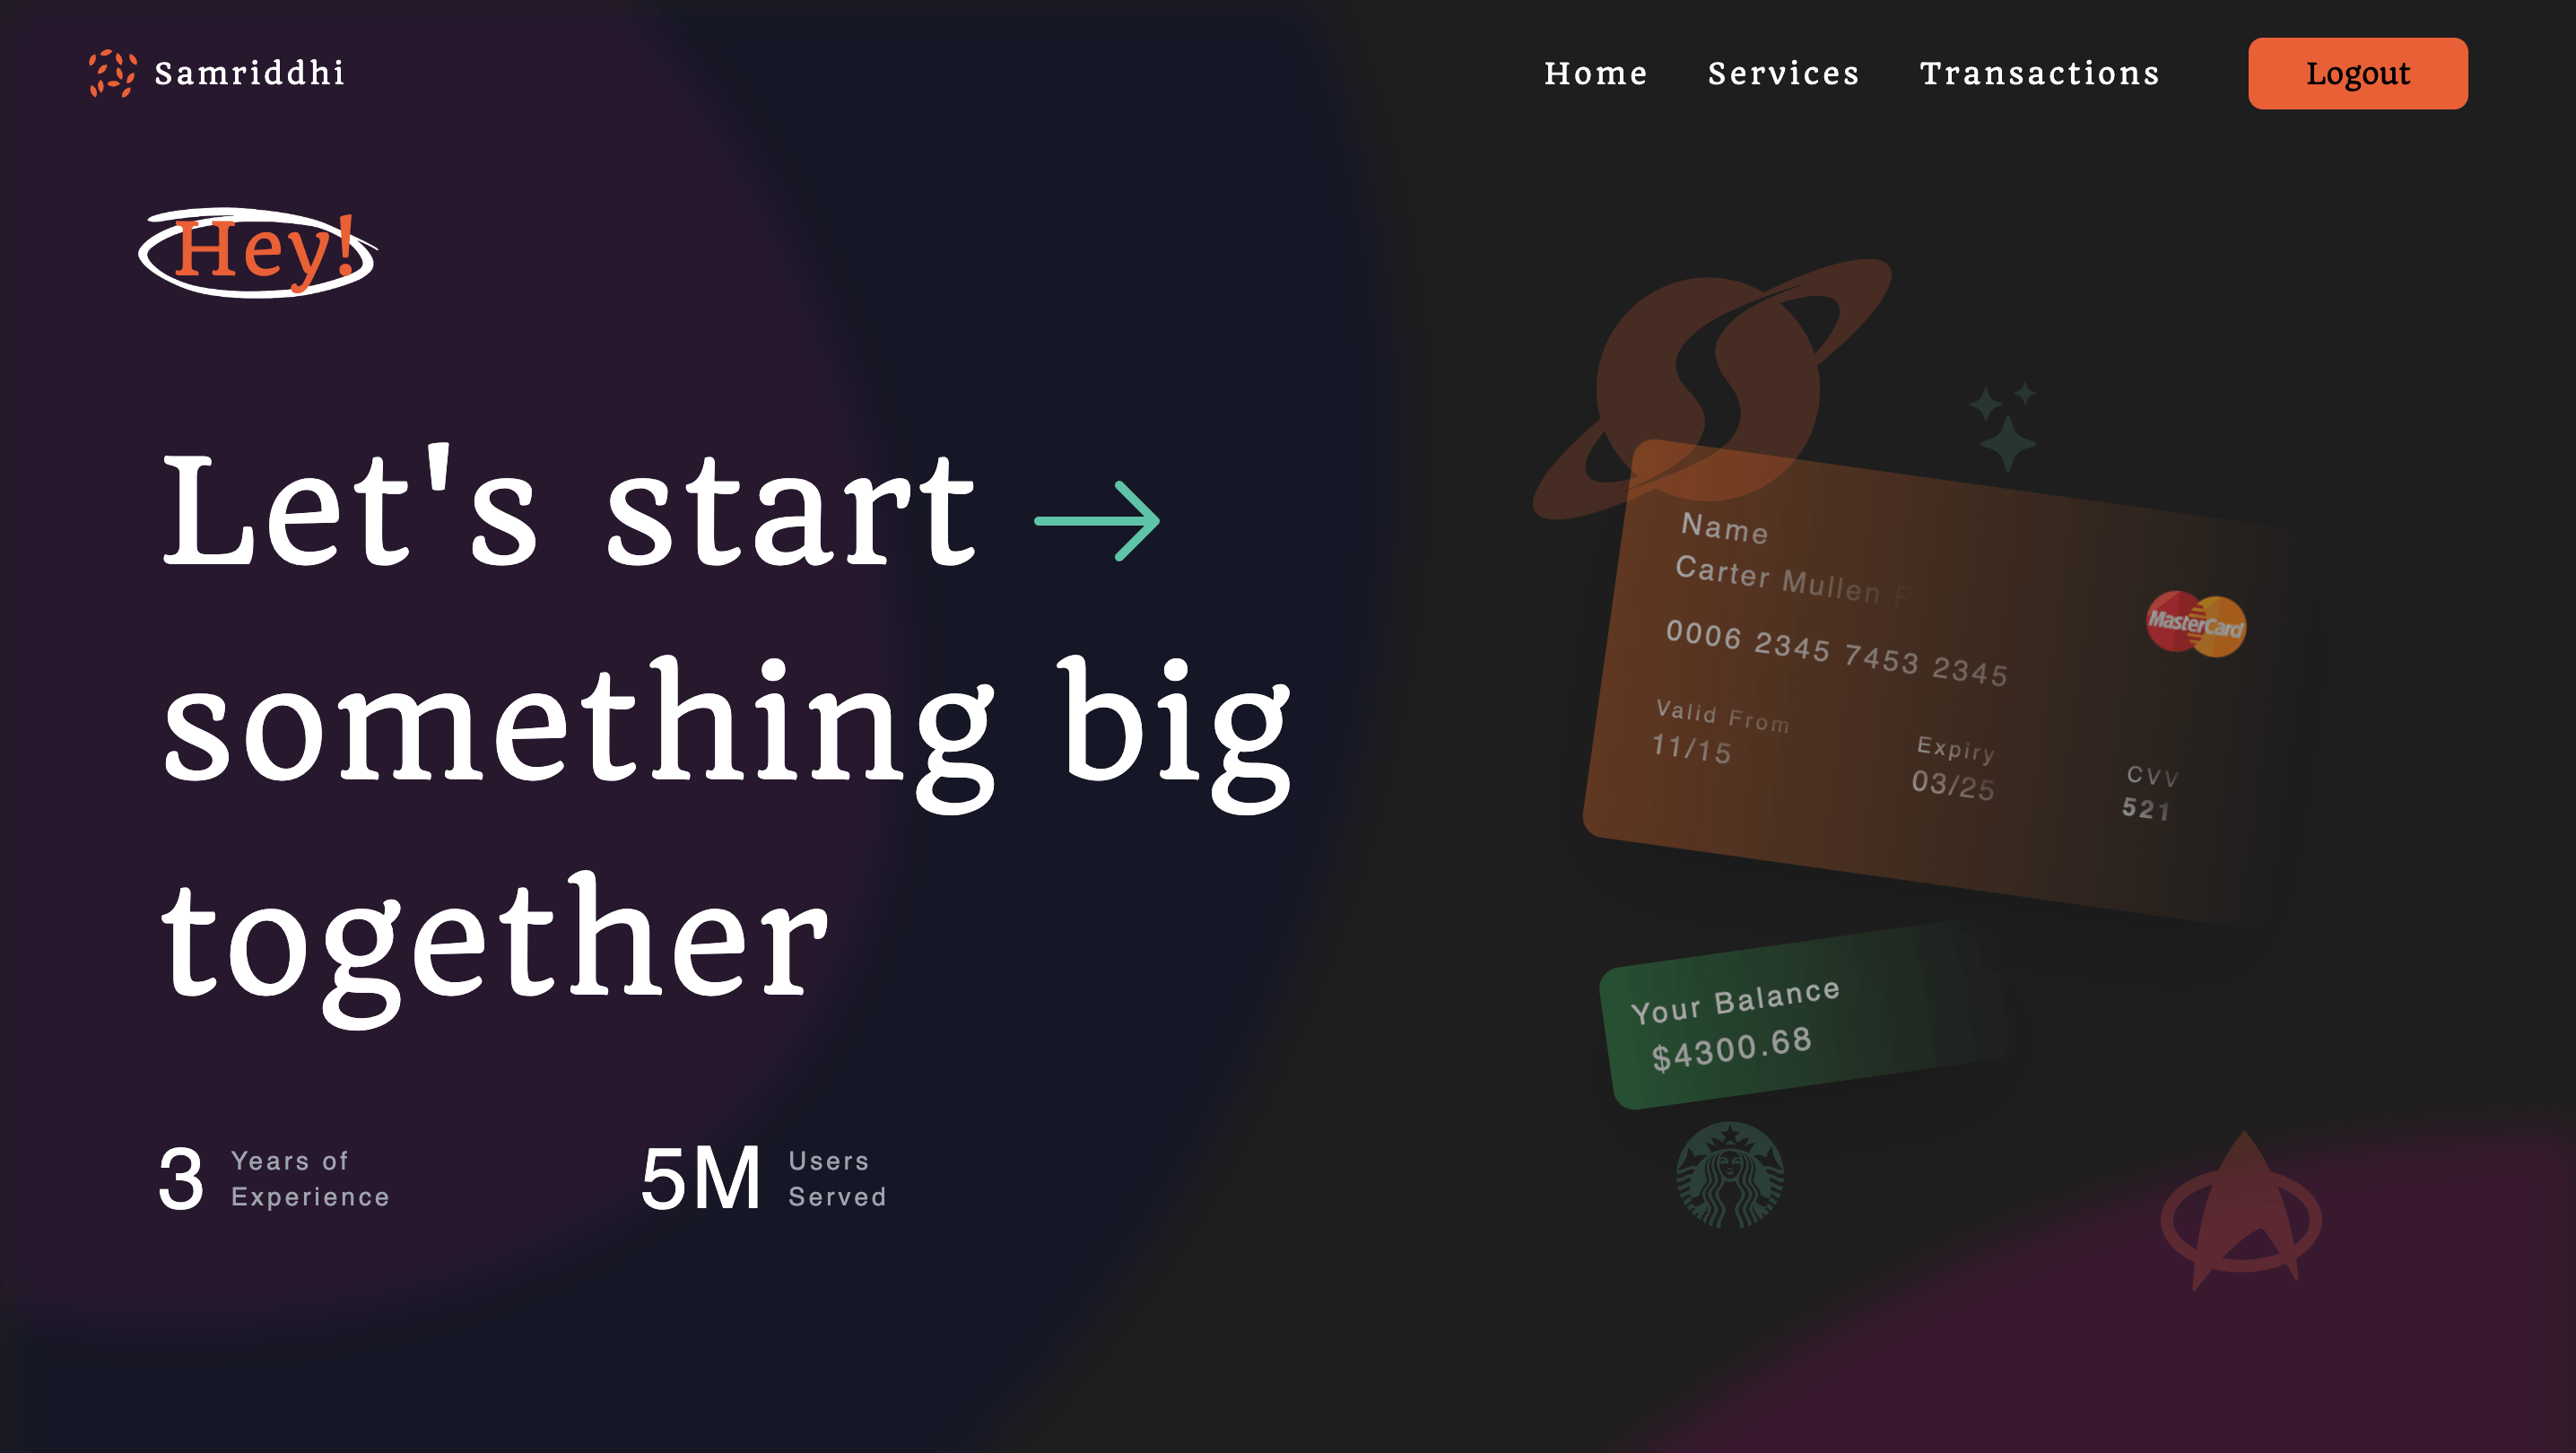 Samriddhi
Home Services Transactions Logout
Hey!
Let's start
something big
together
3 Years of
Experience
5M Users
Served
Name
Carter Mullen
MasterCard
0006 2345 7453 2345
Valid From
11/15
Expiry
03/25
CVV
521
Your Balance
$4300.68